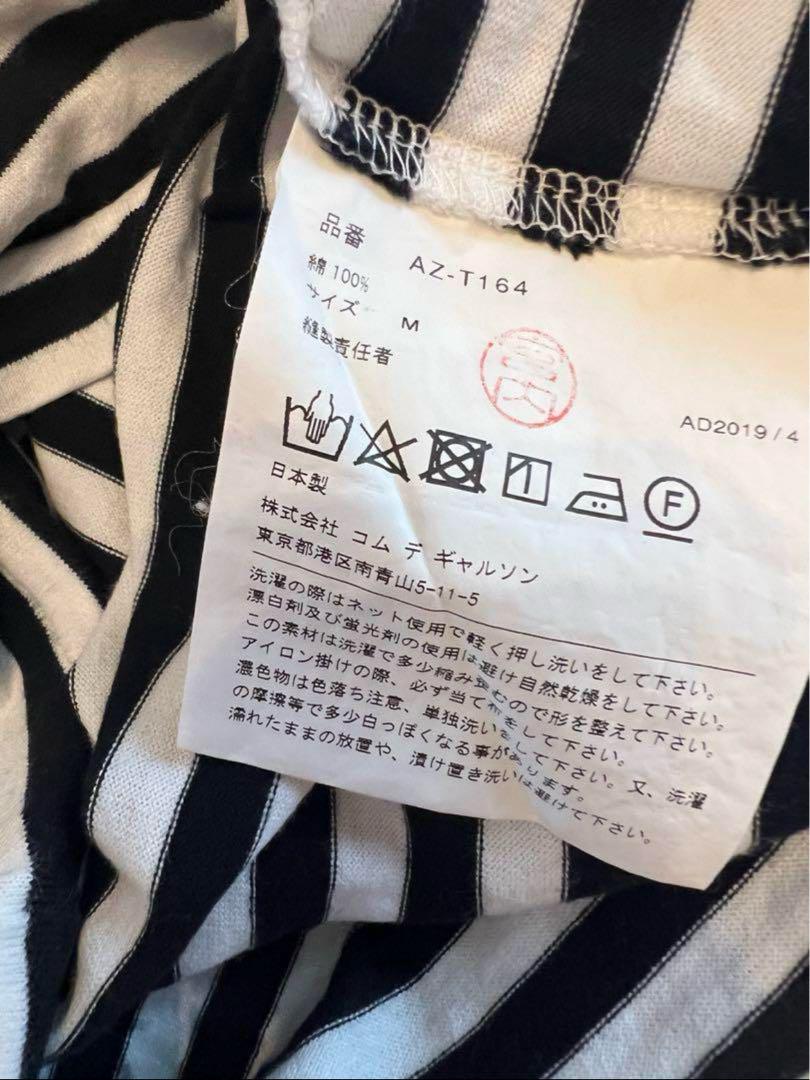 品番 AZ-T164
綿 100%
サイズ M
縫製責任者
宮内
AD2019/4
F
日本製
株式会社 コム デ ギャルソン
東京都港区南青山5-11-5
洗濯の際はネット使用で軽く押し洗いをして下さい。
漂白剤及び蛍光剤の使用は避け自然乾燥をして下さい。
この素材は洗濯で多少縮み込むので形を整えて下さい。
アイロン掛けの際、必ず当て布をして下さい。
濃色物は色落ち注意、単独洗いをして下さい。又、洗濯
の摩擦等で多少白っぽくなる事があります。
濡れたままの放置や、漬け置き洗いは避けて下さい。